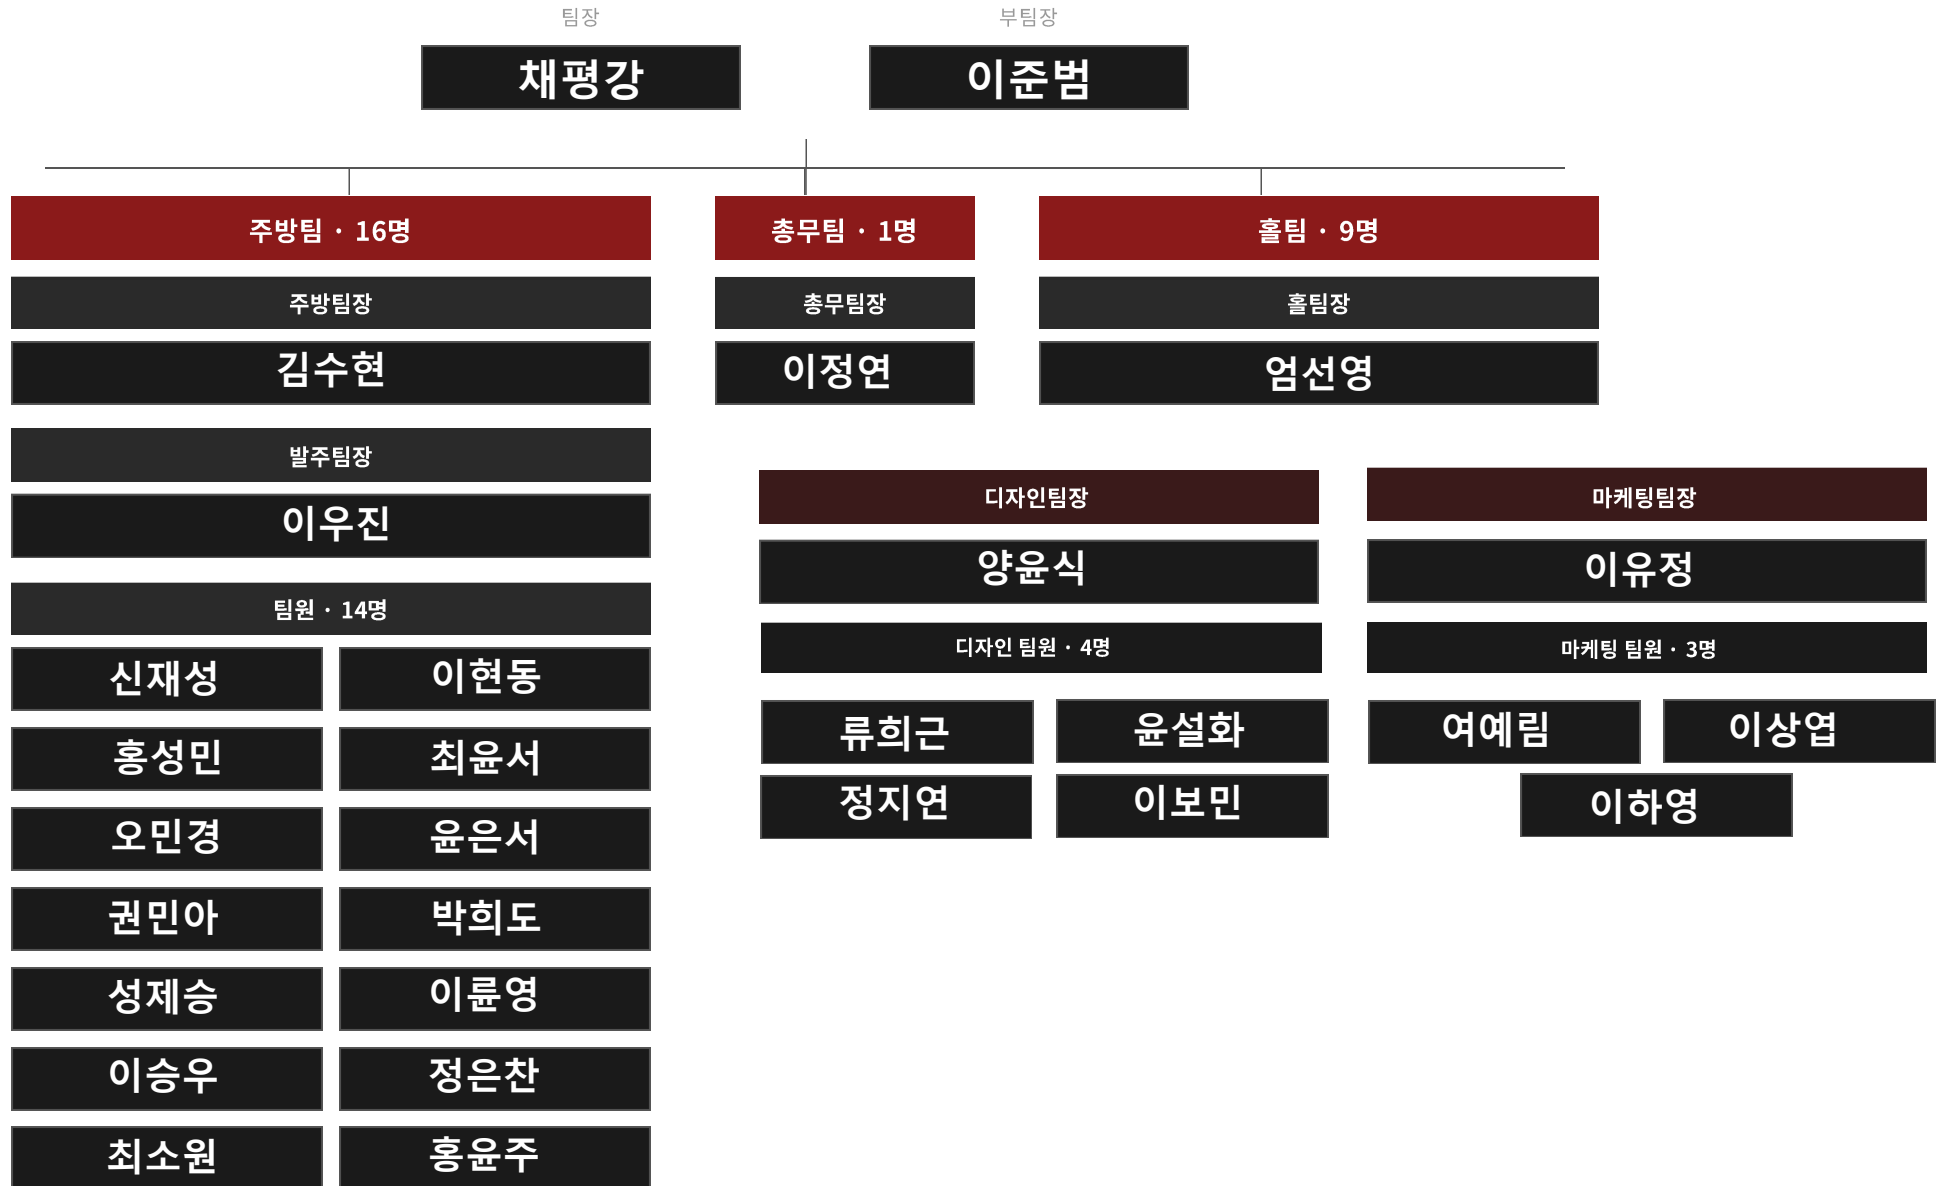 팀장
부팀장
채평강
이준범
주방팀 · 16명
총무팀 · 1명
홀팀 · 9명
주방팀장
총무팀장
홀팀장
김수현
이정연
엄선영
발주팀장
이우진
디자인팀장
마케팅팀장
양윤식
이유정
팀원 · 14명
디자인 팀원 · 4명
마케팅 팀원 · 3명
신재성
이현동
류희근
윤설화
여예림
이상엽
홍성민
최윤서
정지연
이보민
이하영
오민경
윤은서
권민아
박희도
성제승
이륜영
이승우
정은찬
최소원
홍윤주